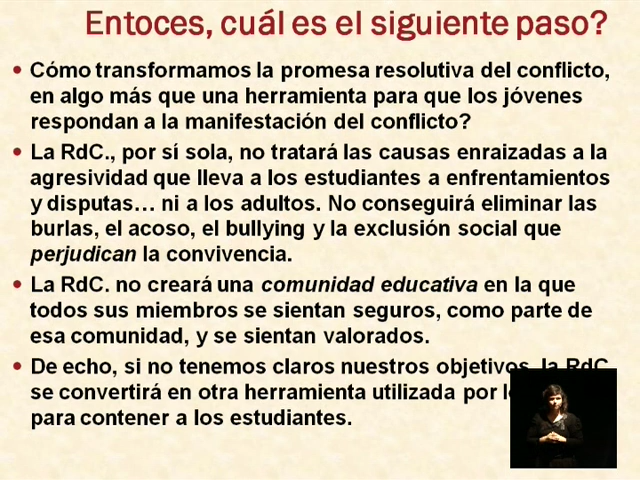 Entoces, cuál es el siguiente paso?
• Cómo transformamos la promesa resolutiva del conflicto,
en algo más que una herramienta para que los jóvenes
respondan a la manifestación del conflicto?
• La RdC., por sí sola, no tratará las causas enraizadas a la
agresividad que lleva a los estudiantes a enfrentamientos
y disputas… ni a los adultos. No conseguirá eliminar las
burlas, el acoso, el bullying y la exclusión social que
perjudican la convivencia.
• La RdC. no creará una comunidad educativa en la que
todos sus miembros se sientan seguros, como parte de
esa comunidad, y se sientan valorados.
• De echo, si no tenemos claros nuestros objetivos, la RdC
se convertirá en otra herramienta utilizada por
para contener a los estudiantes.